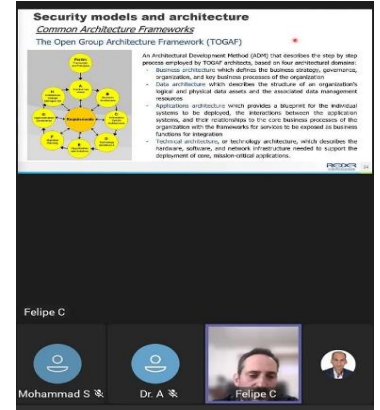 Security models and architecture
Common Architecture Frameworks
The Open Group Architecture Framework (TOGAF)
An Architectural Development Method (ADM) that describes the step by step
process employed by TOGAF architects, based on four architectural domains:
- Business architecture which defines the business strategy, governance,
organization, and key business processes of the organization
- Data architecture which describes the structure of an organization's
logical and physical data assets and the associated data management
resources
- Applications architecture which provides a blueprint for the individual
systems to be deployed, the interactions between the application
systems, and their relationships to the core business processes of the
organization with the frameworks for services to be exposed as business
functions for integration
- Technical architecture, or technology architecture, which describes the
hardware, software, and network infrastructure needed to support the
deployment of core, mission-critical applications.
Requirements
Felipe C
Mohammad S
Dr. A
Felipe C